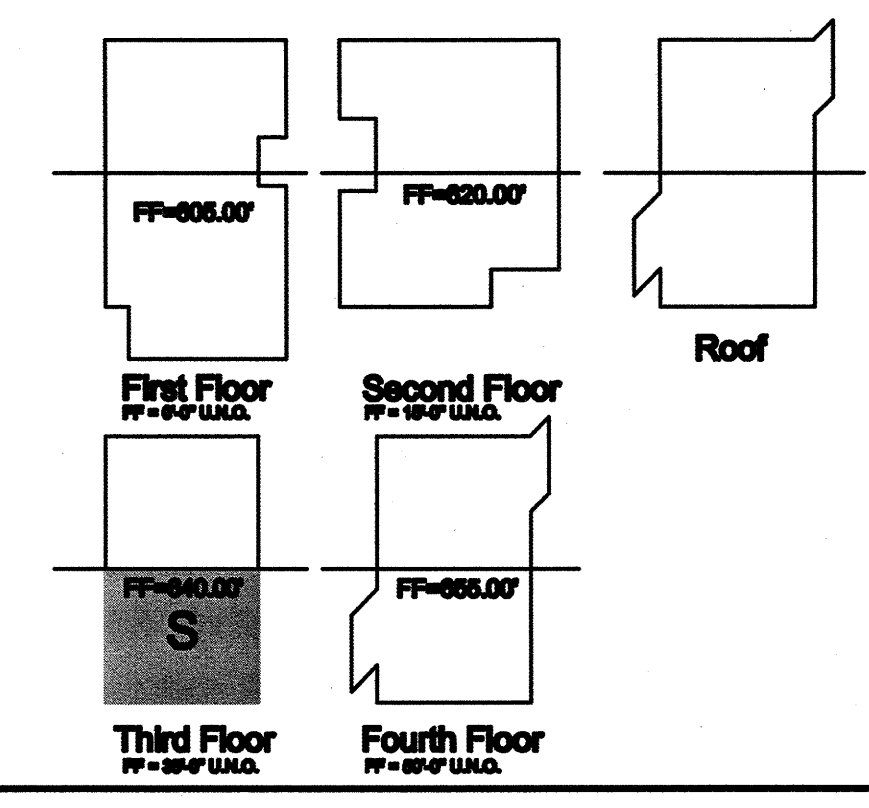 FF=605.00'
FF=620.00'
Roof
First Floor
FF = 0'-0" U.N.O.
Second Floor
FF = 15'-0" U.N.O.
FF=640.00'
S
FF=655.00'
Third Floor
FF = 35'-0" U.N.O.
Fourth Floor
FF = 50'-0" U.N.O.